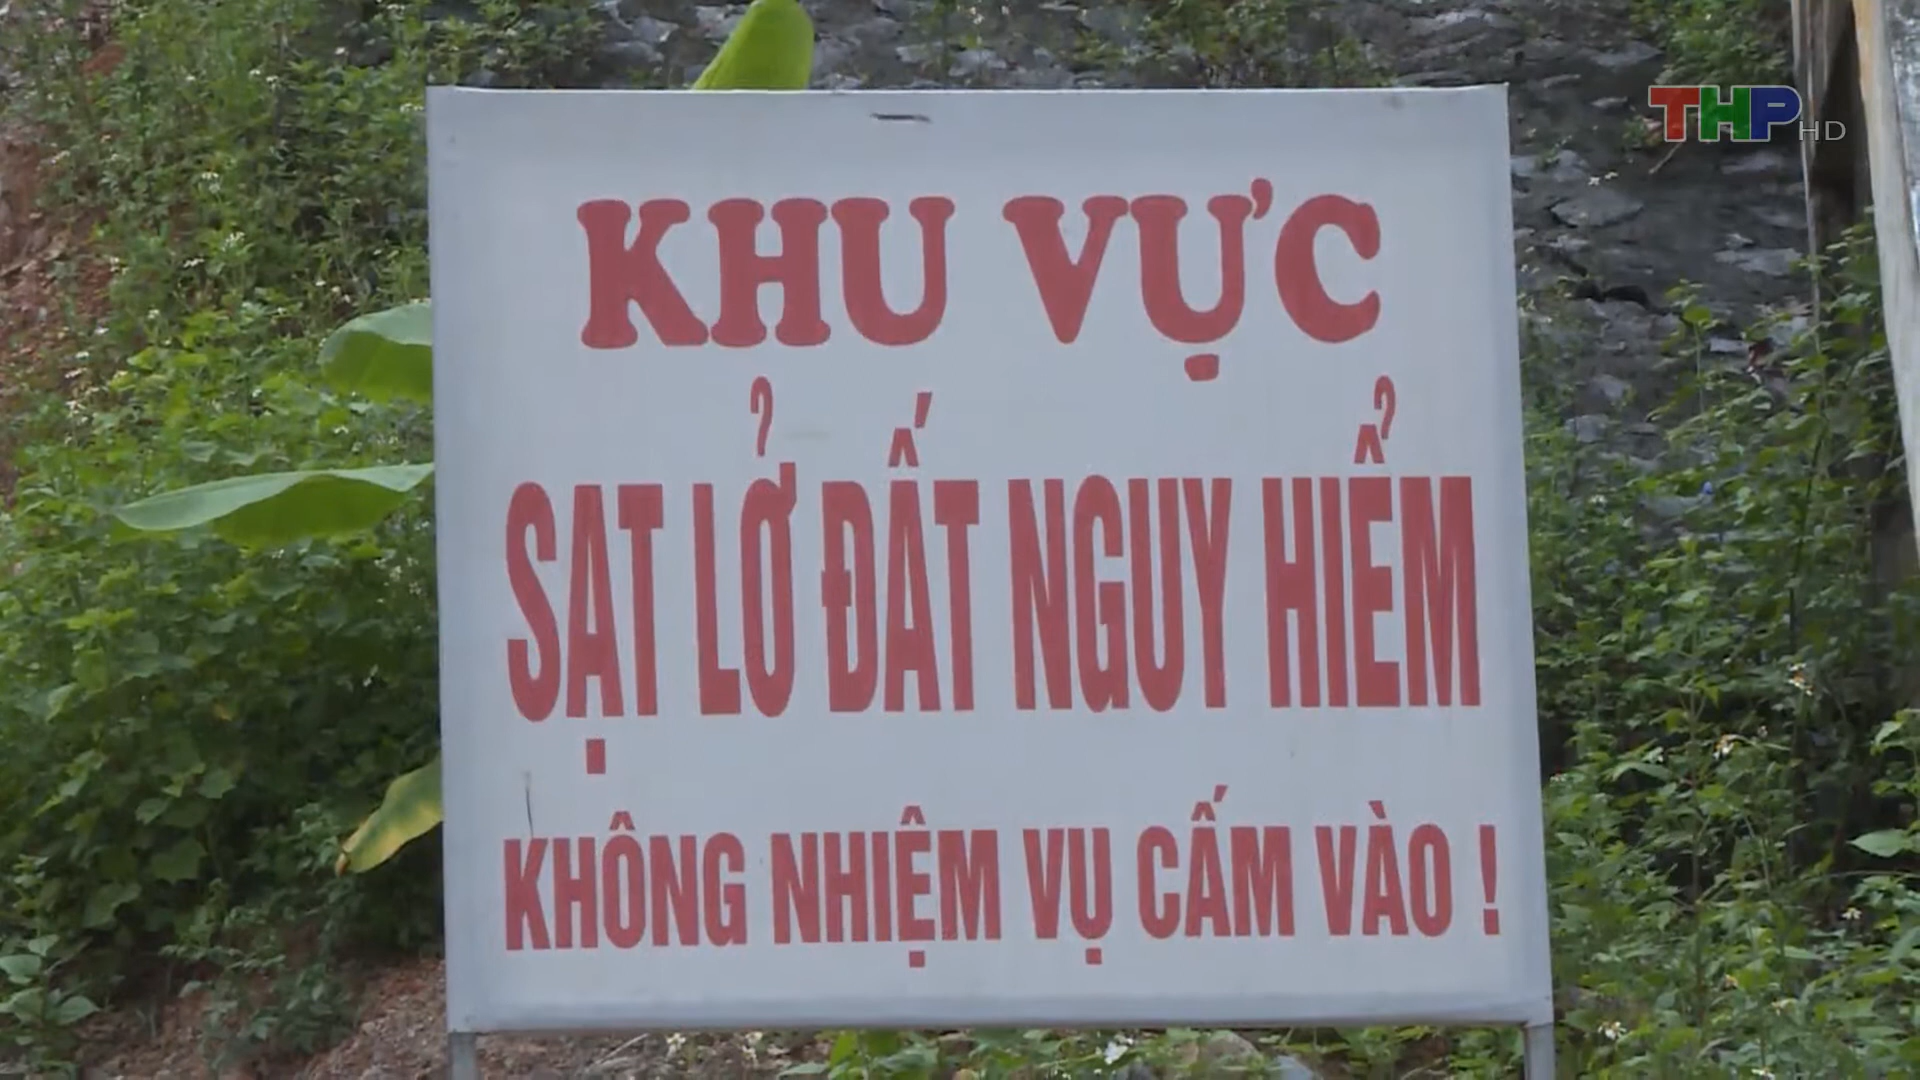 THP HD
KHU VỰC
SẠT LỞ ĐẤT NGUY HIỂM
KHÔNG NHIỆM VỤ CẤM VÀO !